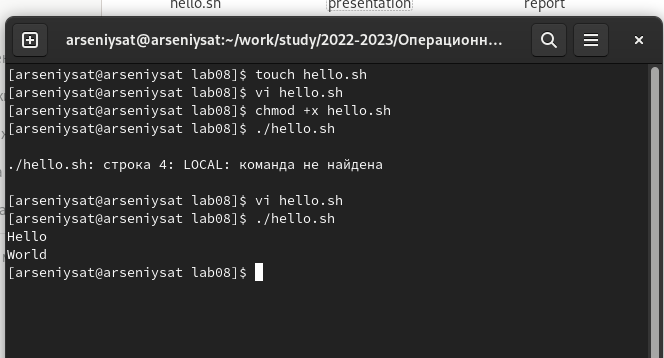 hello.sh presentation report
arseniysat@arseniysat:~/work/study/2022-2023/Операционн...
[arseniysat@arseniysat lab08]$ touch hello.sh
[arseniysat@arseniysat lab08]$ vi hello.sh
[arseniysat@arseniysat lab08]$ chmod +x hello.sh
[arseniysat@arseniysat lab08]$ ./hello.sh
./hello.sh: строка 4: LOCAL: команда не найдена
[arseniysat@arseniysat lab08]$ vi hello.sh
[arseniysat@arseniysat lab08]$ ./hello.sh
Hello
World
[arseniysat@arseniysat lab08]$